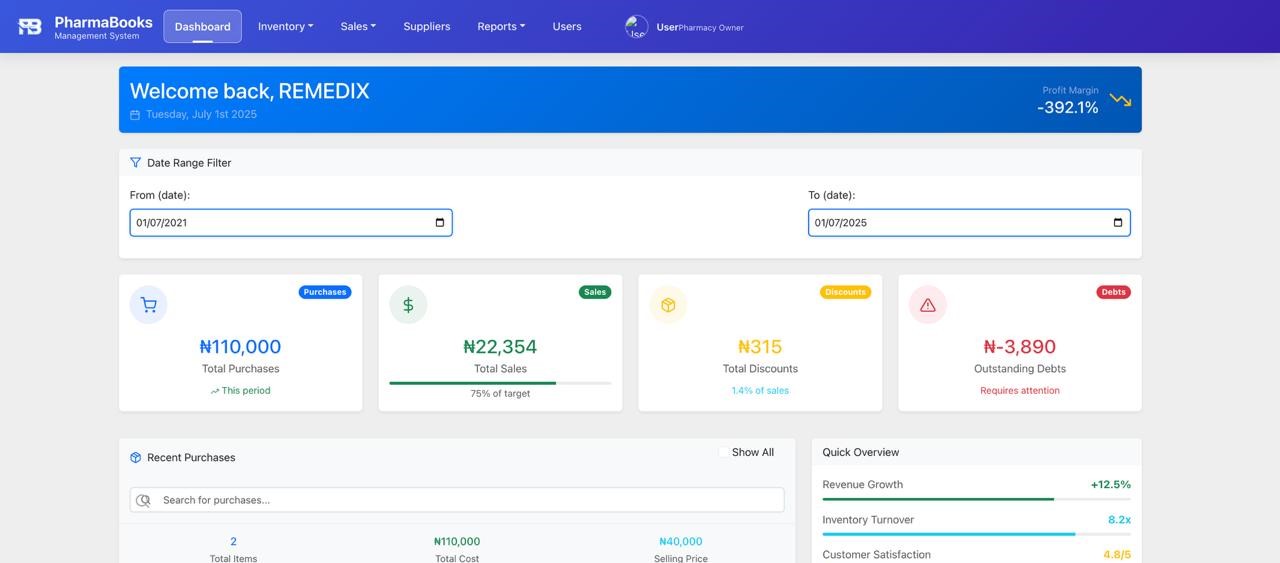 PharmaBooks
Management System
Dashboard
Inventory
Sales
Suppliers
Reports
Users
User Pharmacy Owner
Welcome back, REMEDIX
Tuesday, July 1st 2025
Profit Margin
-392.1%
Date Range Filter
From (date):
01/07/2021
To (date):
01/07/2025
Purchases
₦110,000
Total Purchases
This period
Sales
₦22,354
Total Sales
75% of target
Discounts
₦315
Total Discounts
1.4% of sales
Debts
₦-3,890
Outstanding Debts
Requires attention
Recent Purchases
Show All
Search for purchases...
2
Total Items
₦110,000
Total Cost
₦40,000
Selling Price
Quick Overview
Revenue Growth
+12.5%
Inventory Turnover
8.2x
Customer Satisfaction
4.8/5